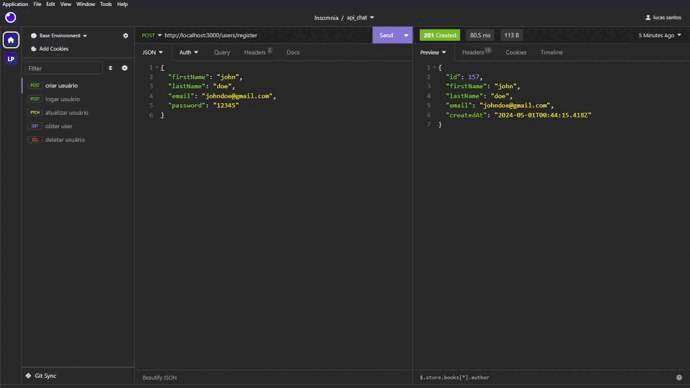 Application File Edit View Window Tools Help
Insomnia / api_chat
lucas santos
LP
Base Environment
Add Cookies
Filter
POST criar usuário
POST logar usuário
PTCH atualizar usuário
GET obter user
DEL deletar usuário
Git Sync
POST http://localhost:3000/users/register
Send
JSON Auth Query Headers 2 Docs
1 {
2 "firstName": "john",
3 "lastName": "doe",
4 "email": "johndoe@gmail.com",
5 "password": "12345"
6 }
Beautify JSON
201 Created 80.5 ms 113 B 5 Minutes Ago
Preview Headers Cookies Timeline
1 {
2 "id": 157,
3 "firstName": "john",
4 "lastName": "doe",
5 "email": "johndoe@gmail.com",
6 "createdAt": "2024-05-01T00:44:15.418Z"
7 }
$.store.books[*].author